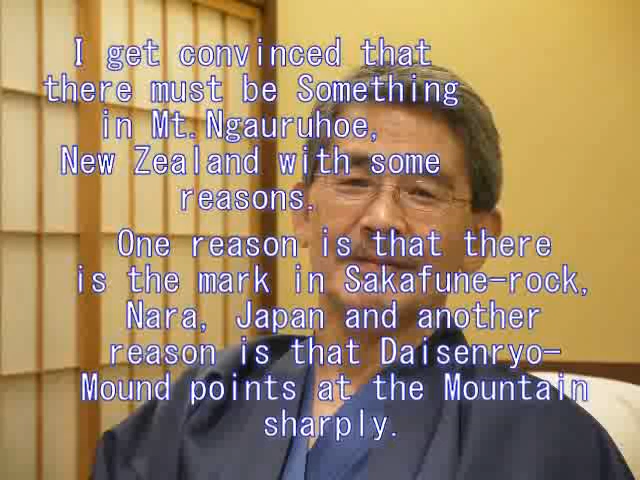 I get convinced that
there must be Something
in Mt.Ngauruhoe,
New Zealand with some
reasons.
One reason is that there
is the mark in Sakafune-rock,
Nara, Japan and another
reason is that Daisenryo-
Mound points at the Mountain
sharply.